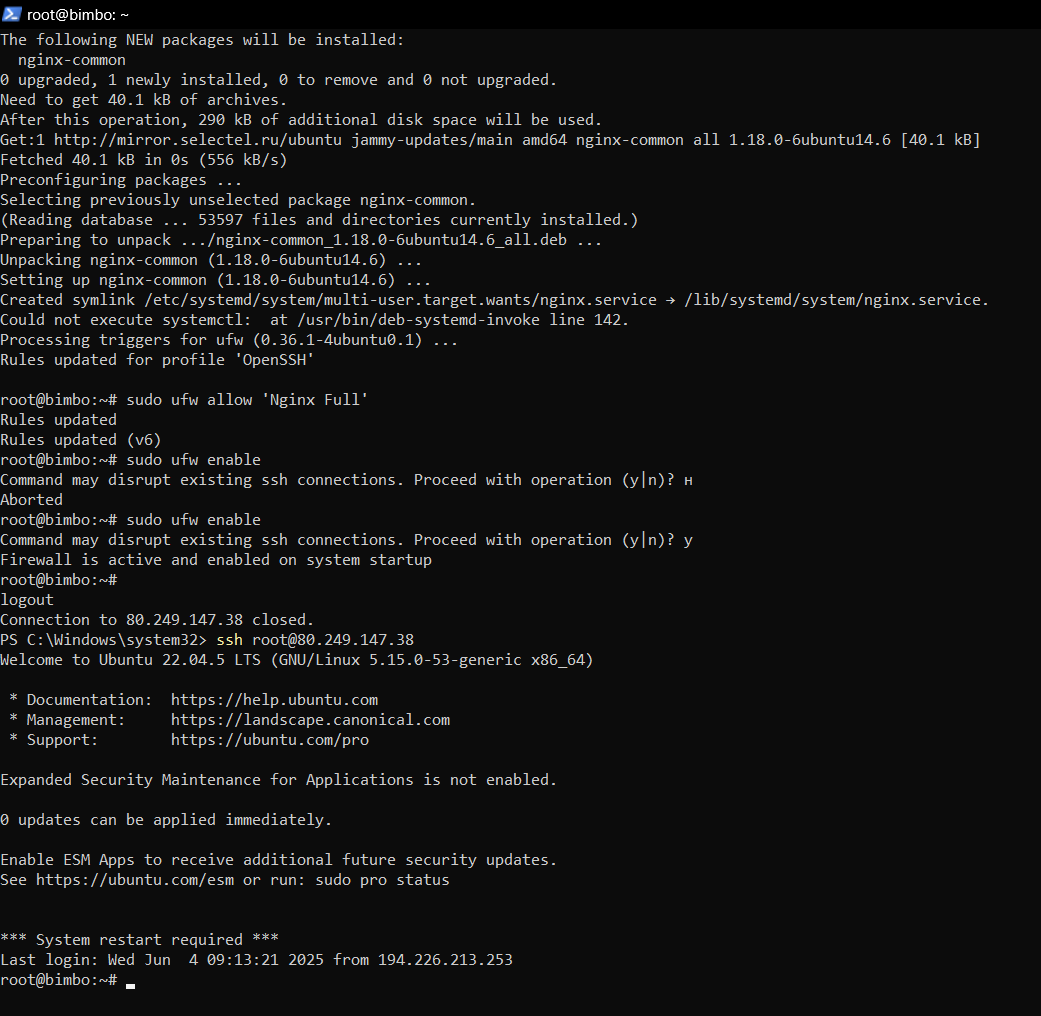 root@bimbo: ~
The following NEW packages will be installed:
  nginx-common
0 upgraded, 1 newly installed, 0 to remove and 0 not upgraded.
Need to get 40.1 kB of archives.
After this operation, 290 kB of additional disk space will be used.
Get:1 http://mirror.selectel.ru/ubuntu jammy-updates/main amd64 nginx-common all 1.18.0-6ubuntu14.6 [40.1 kB]
Fetched 40.1 kB in 0s (556 kB/s)
Preconfiguring packages ...
Selecting previously unselected package nginx-common.
(Reading database ... 53597 files and directories currently installed.)
Preparing to unpack .../nginx-common_1.18.0-6ubuntu14.6_all.deb ...
Unpacking nginx-common (1.18.0-6ubuntu14.6) ...
Setting up nginx-common (1.18.0-6ubuntu14.6) ...
Created symlink /etc/systemd/system/multi-user.target.wants/nginx.service → /lib/systemd/system/nginx.service.
Could not execute systemctl:  at /usr/bin/deb-systemd-invoke line 142.
Processing triggers for ufw (0.36.1-4ubuntu0.1) ...
Rules updated for profile 'OpenSSH'

root@bimbo:~# sudo ufw allow 'Nginx Full'
Rules updated
Rules updated (v6)
root@bimbo:~# sudo ufw enable
Command may disrupt existing ssh connections. Proceed with operation (y|n)? н
Aborted
root@bimbo:~# sudo ufw enable
Command may disrupt existing ssh connections. Proceed with operation (y|n)? y
Firewall is active and enabled on system startup
root@bimbo:~#
logout
Connection to 80.249.147.38 closed.
PS C:\Windows\system32> ssh root@80.249.147.38
Welcome to Ubuntu 22.04.5 LTS (GNU/Linux 5.15.0-53-generic x86_64)

 * Documentation:  https://help.ubuntu.com
 * Management:     https://landscape.canonical.com
 * Support:        https://ubuntu.com/pro

Expanded Security Maintenance for Applications is not enabled.

0 updates can be applied immediately.

Enable ESM Apps to receive additional future security updates.
See https://ubuntu.com/esm or run: sudo pro status


*** System restart required ***
Last login: Wed Jun  4 09:13:21 2025 from 194.226.213.253
root@bimbo:~#